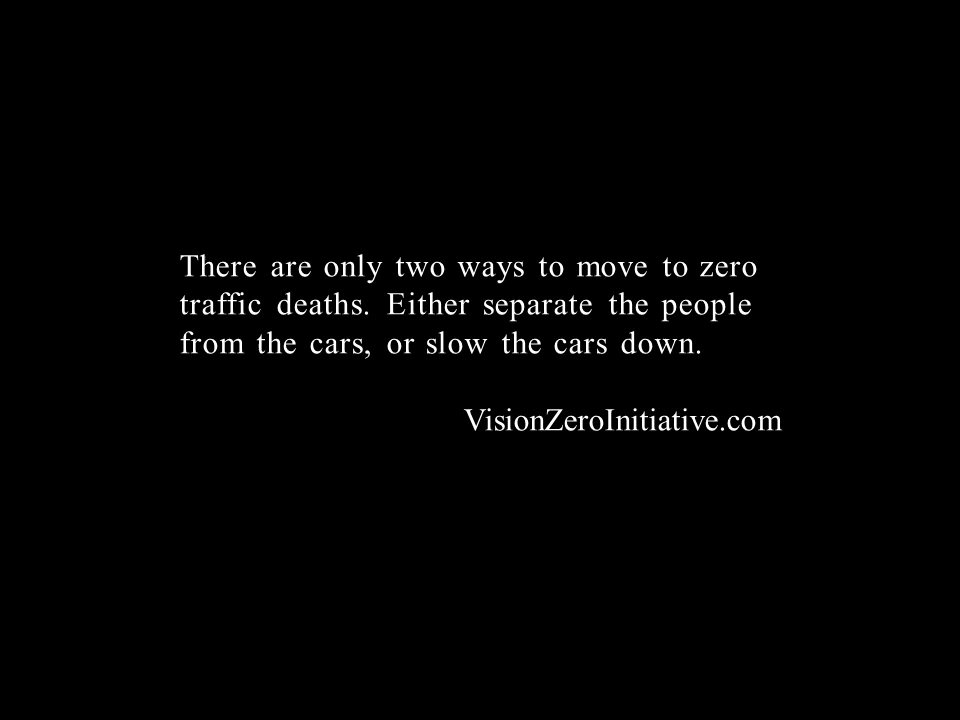 There are only two ways to move to zero
traffic deaths. Either separate the people
from the cars, or slow the cars down.
VisionZeroInitiative.com